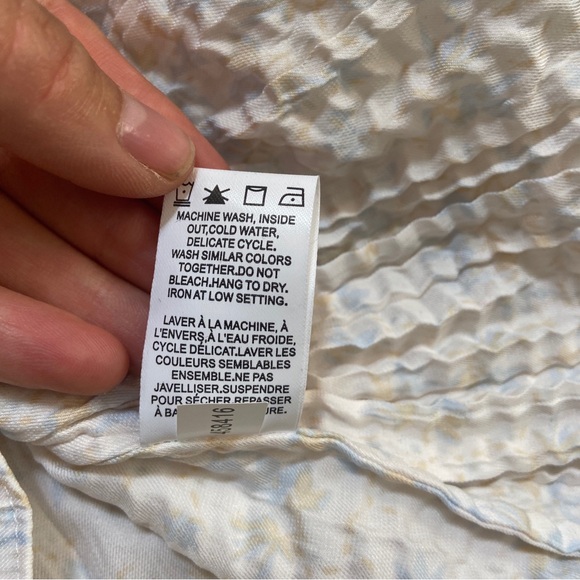 MACHINE WASH, INSIDE
OUT,COLD WATER,
DELICATE CYCLE.
WASH SIMILAR COLORS
TOGETHER.DO NOT
BLEACH.HANG TO DRY.
IRON AT LOW SETTING.
LAVER À LA MACHINE, À
L'ENVERS,À L'EAU FROIDE,
CYCLE DÉLICAT.LAVER LES
COULEURS SEMBLABLES
ENSEMBLE.NE PAS
JAVELLISER.SUSPENDRE
POUR SÉCHER.REPASSER
À BA
458416